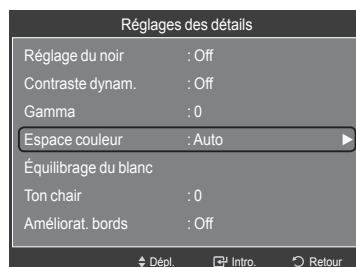 Réglages des détails
Réglage du noir : Off
Contraste dynam. : Off
Gamma : 0
Espace couleur : Auto
Équilibrage du blanc
Ton chair : 0
Améliorat. bords : Off
Dépl. Intro. Retour